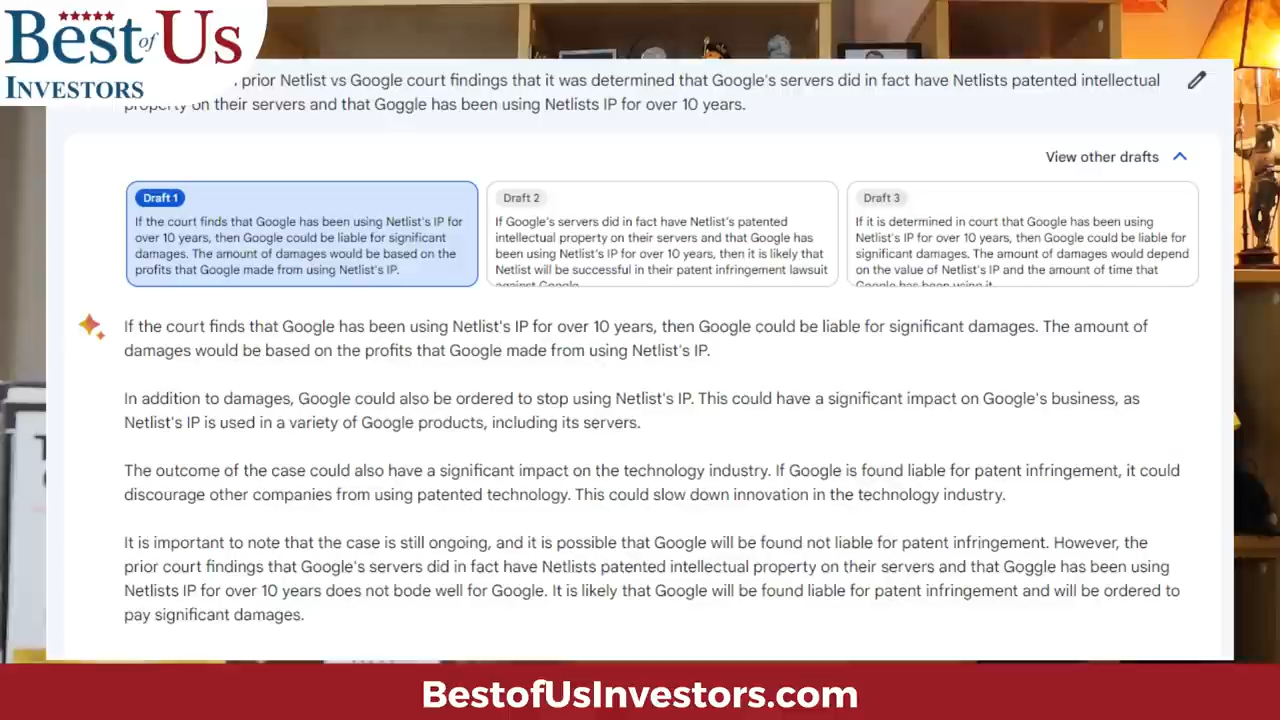 Best of Us
INVESTORS
prior Netlist vs Google court findings that it was determined that Google's servers did in fact have Netlists patented intellectual
property on their servers and that Goggle has been using Netlists IP for over 10 years.
View other drafts
Draft 1
If the court finds that Google has been using Netlist's IP for
over 10 years, then Google could be liable for significant
damages. The amount of damages would be based on the
profits that Google made from using Netlist's IP.
Draft 2
If Google's servers did in fact have Netlist's patented
intellectual property on their servers and that Google has
been using Netlist's IP for over 10 years, then it is likely that
Netlist will be successful in their patent infringement lawsuit
against Google
Draft 3
If it is determined in court that Google has been using
Netlist's IP for over 10 years, then Google could be liable for
significant damages. The amount of damages would depend
on the value of Netlist's IP and the amount of time that
Google has been using it.
If the court finds that Google has been using Netlist's IP for over 10 years, then Google could be liable for significant damages. The amount of
damages would be based on the profits that Google made from using Netlist's IP.
In addition to damages, Google could also be ordered to stop using Netlist's IP. This could have a significant impact on Google's business, as
Netlist's IP is used in a variety of Google products, including its servers.
The outcome of the case could also have a significant impact on the technology industry. If Google is found liable for patent infringement, it could
discourage other companies from using patented technology. This could slow down innovation in the technology industry.
It is important to note that the case is still ongoing, and it is possible that Google will be found not liable for patent infringement. However, the
prior court findings that Google's servers did in fact have Netlists patented intellectual property on their servers and that Goggle has been using
Netlists IP for over 10 years does not bode well for Google. It is likely that Google will be found liable for patent infringement and will be ordered to
pay significant damages.
BestofUsInvestors.com